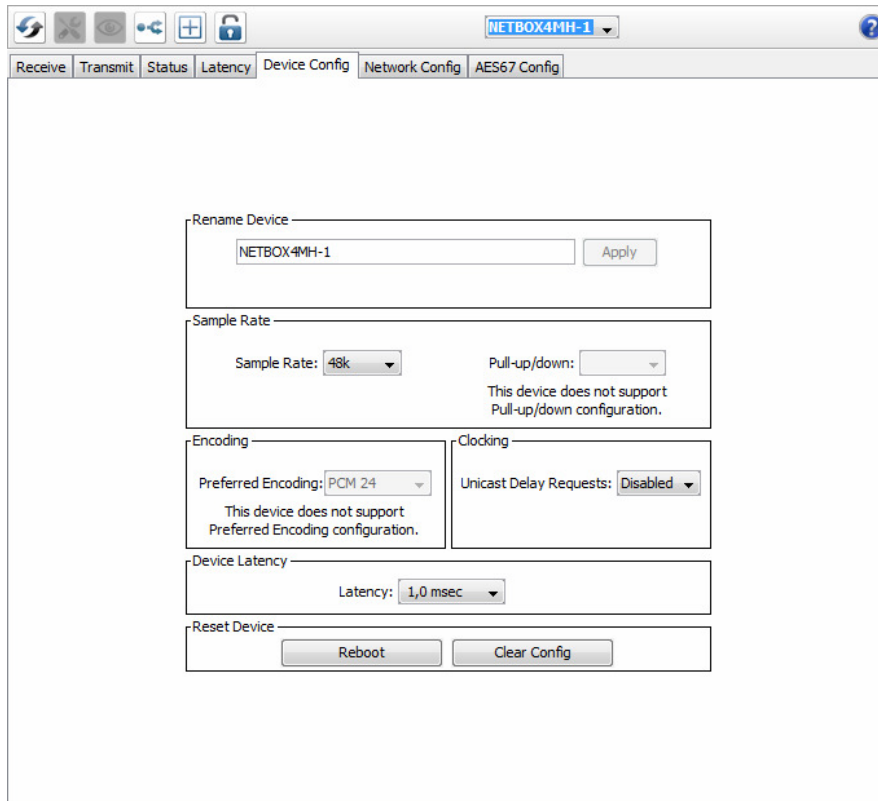 NETBOX4MH-1
?
Receive Transmit Status Latency Device Config Network Config AES67 Config
Rename Device
NETBOX4MH-1 Apply
Sample Rate
Sample Rate: 48k Pull-up/down:
This device does not support
Pull-up/down configuration.
Encoding
Preferred Encoding: PCM 24
This device does not support
Preferred Encoding configuration.
Clocking
Unicast Delay Requests: Disabled
Device Latency
Latency: 1,0 msec
Reset Device
Reboot Clear Config